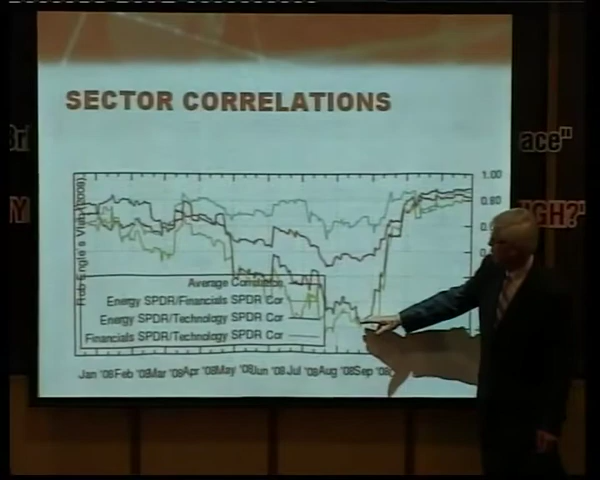 SECTOR CORRELATIONS
1.00
0.80
Average Correlation
Energy SPDR/Financials SPDR Cor
Energy SPDR/Technology SPDR Cor
Financials SPDR/Technology SPDR Cor
Jan '08 Feb '08 Mar '08 Apr '08 May '08 Jun '08 Jul '08 Aug '08 Sep '08
ace"
GH?'